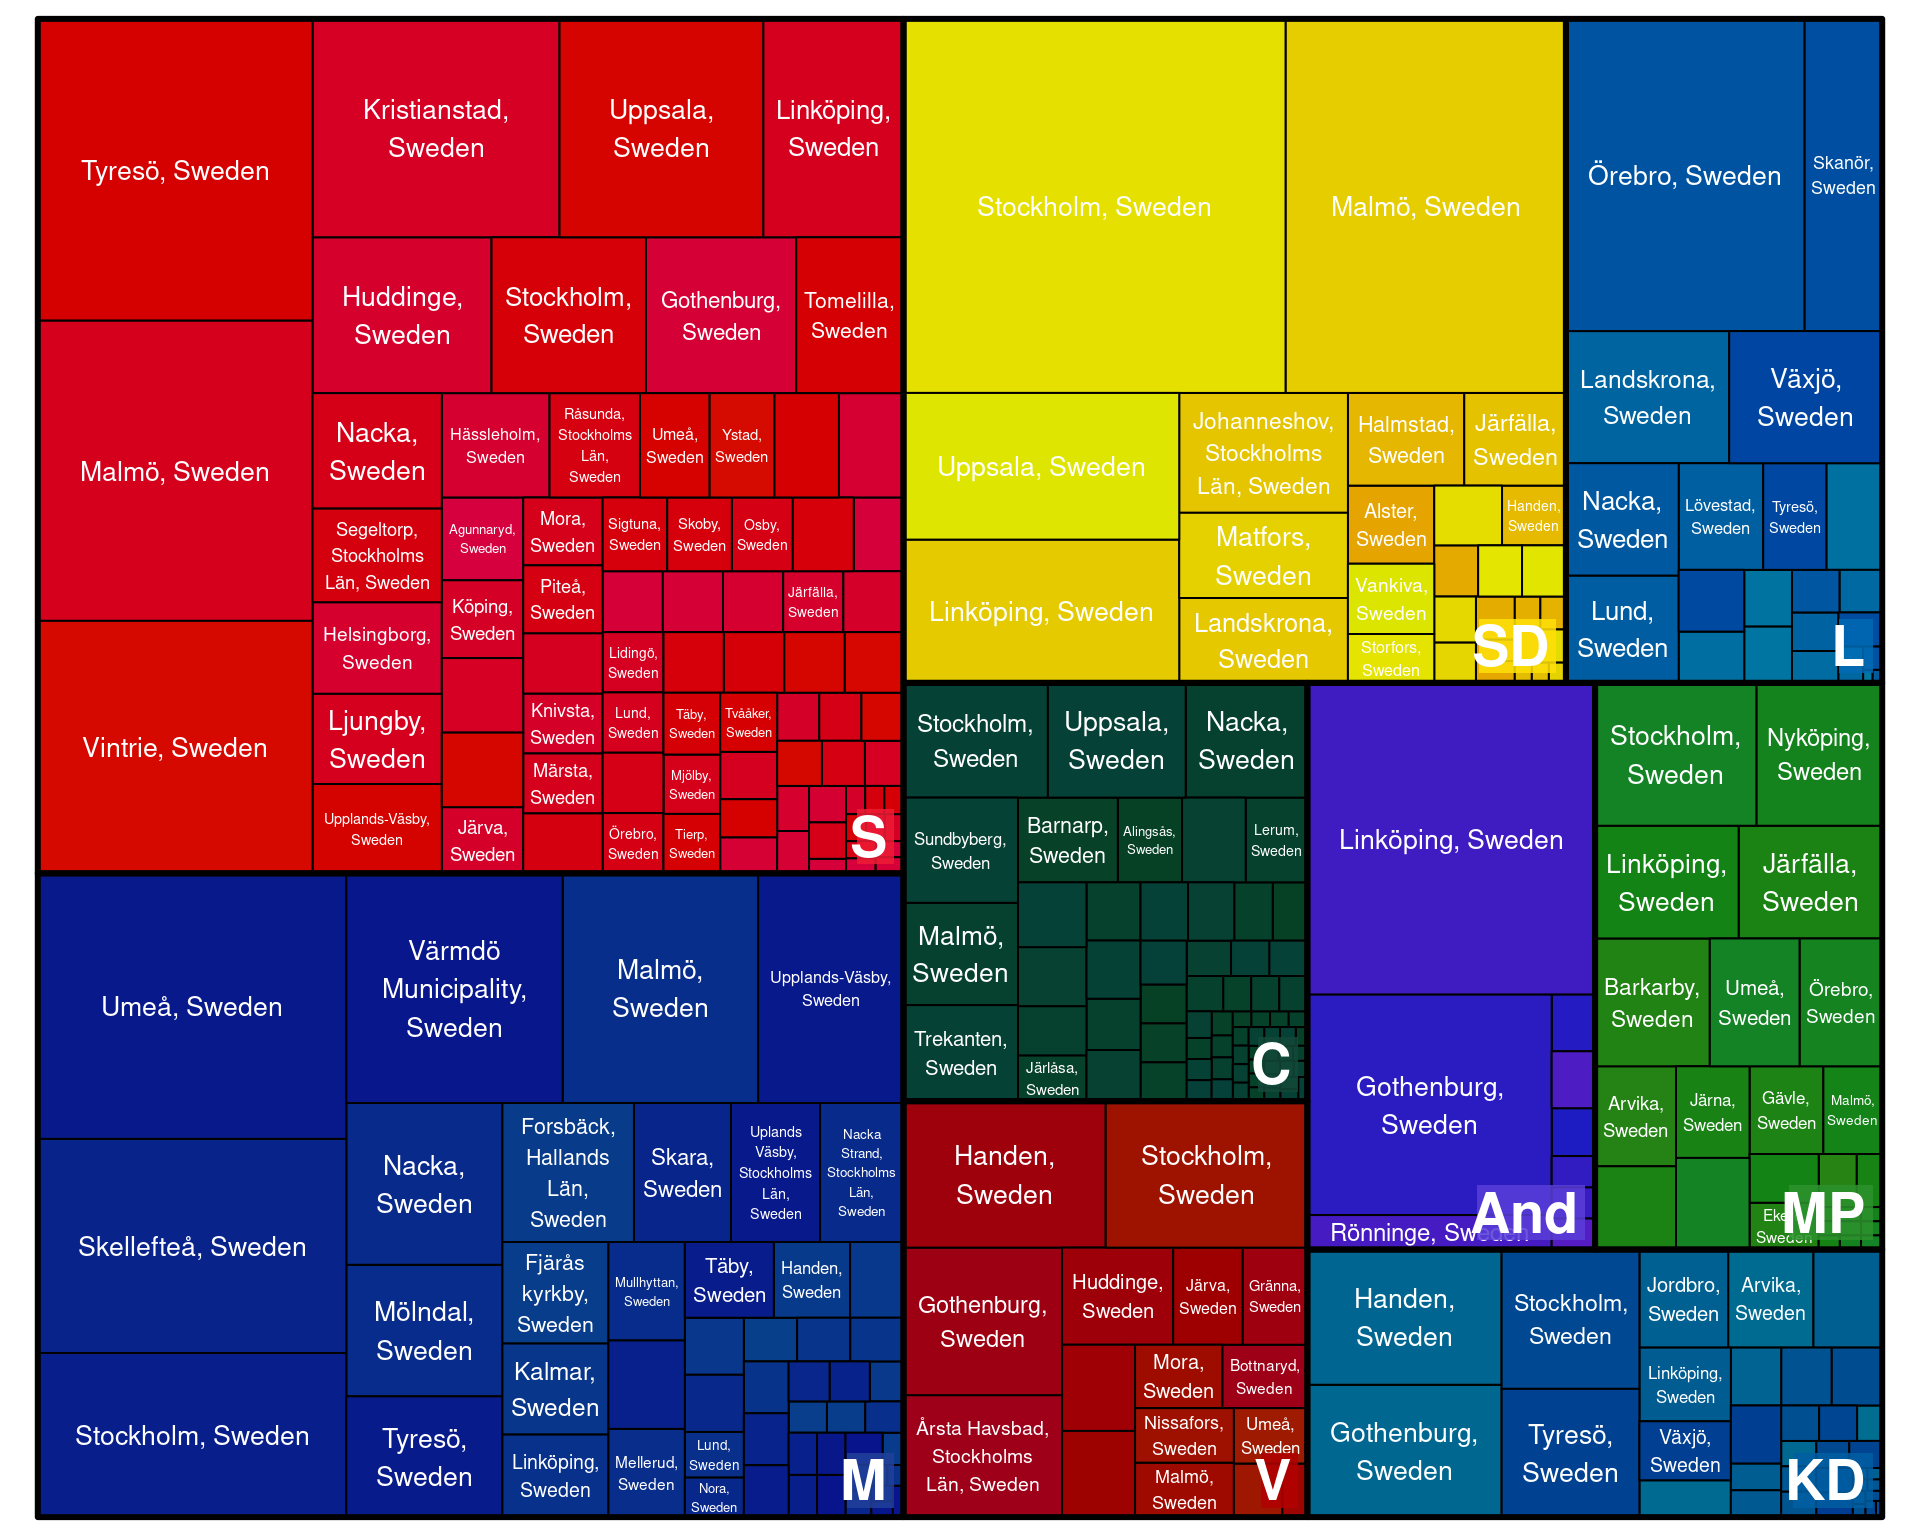 Tyresö, Sweden
Malmö, Sweden
Vintrie, Sweden
Kristianstad,
Sweden
Uppsala,
Sweden
Linköping,
Sweden
Huddinge,
Sweden
Stockholm,
Sweden
Gothenburg,
Sweden
Tomelilla,
Sweden
Nacka,
Sweden
Segeltorp,
Stockholms
Län, Sweden
Helsingborg,
Sweden
Ljungby,
Sweden
Upplands-Väsby,
Sweden
Hässleholm,
Sweden
Råsunda,
Stockholms
Län,
Sweden
Umeå,
Sweden
Ystad,
Sweden
Agunnaryd,
Sweden
Köping,
Sweden
Järva,
Sweden
Mora,
Sweden
Piteå,
Sweden
Knivsta,
Sweden
Märsta,
Sweden
Sigtuna,
Sweden
Skoby,
Sweden
Osby,
Sweden
Järfälla,
Sweden
Lidingö,
Sweden
Lund,
Sweden
Örebro,
Sweden
Täby,
Sweden
Mjölby,
Sweden
Tierp,
Sweden
Tvååker,
Sweden
S
Stockholm, Sweden
Malmö, Sweden
Uppsala, Sweden
Linköping, Sweden
Johanneshov,
Stockholms
Län, Sweden
Matfors,
Sweden
Landskrona,
Sweden
Halmstad,
Sweden
Järfälla,
Sweden
Alster,
Sweden
Handen,
Sweden
Vankiva,
Sweden
Storfors,
Sweden
SD
Örebro, Sweden
Skanör,
Sweden
Landskrona,
Sweden
Växjö,
Sweden
Nacka,
Sweden
Lund,
Sweden
Lövestad,
Sweden
Tyresö,
Sweden
L
Umeå, Sweden
Skellefteå, Sweden
Stockholm, Sweden
Värmdö
Municipality,
Sweden
Malmö,
Sweden
Upplands-Väsby,
Sweden
Nacka,
Sweden
Mölndal,
Sweden
Tyresö,
Sweden
Forsbäck,
Hallands
Län,
Sweden
Skara,
Sweden
Uplands
Väsby,
Stockholms
Län,
Sweden
Nacka
Strand,
Stockholms
Län,
Sweden
Fjärås
kyrkby,
Sweden
Kalmar,
Sweden
Linköping,
Sweden
Mullhyttan,
Sweden
Mellerud,
Sweden
Täby,
Sweden
Handen,
Sweden
Lund,
Sweden
Nora,
Sweden
M
Stockholm,
Sweden
Uppsala,
Sweden
Nacka,
Sweden
Sundbyberg,
Sweden
Malmö,
Sweden
Trekanten,
Sweden
Barnarp,
Sweden
Alingsås,
Sweden
Lerum,
Sweden
Järlåsa,
Sweden
C
Handen,
Sweden
Stockholm,
Sweden
Gothenburg,
Sweden
Årsta Havsbad,
Stockholms
Län, Sweden
Huddinge,
Sweden
Järva,
Sweden
Gränna,
Sweden
Mora,
Sweden
Bottnaryd,
Sweden
Nissafors,
Sweden
Umeå,
Sweden
Malmö,
Sweden
V
Linköping, Sweden
Gothenburg,
Sweden
Rönninge, Sweden
And
Stockholm,
Sweden
Nyköping,
Sweden
Linköping,
Sweden
Järfälla,
Sweden
Barkarby,
Sweden
Umeå,
Sweden
Örebro,
Sweden
Arvika,
Sweden
Järna,
Sweden
Gävle,
Sweden
Malmö,
Sweden
Sweden
MP
Handen,
Sweden
Gothenburg,
Sweden
Stockholm,
Sweden
Tyresö,
Sweden
Jordbro,
Sweden
Arvika,
Sweden
Linköping,
Sweden
Växjö,
Sweden
KD